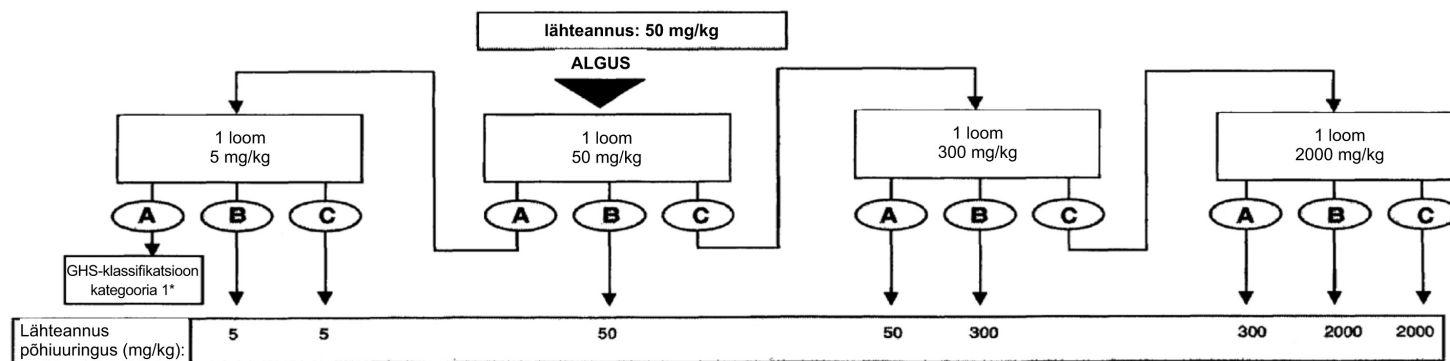 lähteannus: 50 mg/kg
ALGUS
1 loom
5 mg/kg
1 loom
50 mg/kg
1 loom
300 mg/kg
1 loom
2000 mg/kg
A B C A B C A B C A B C
GHS-klassifikatsioon
kategooria 1*
Lähteannus
põhiuuringus (mg/kg):
5 5 50 50 300 300 2000 2000